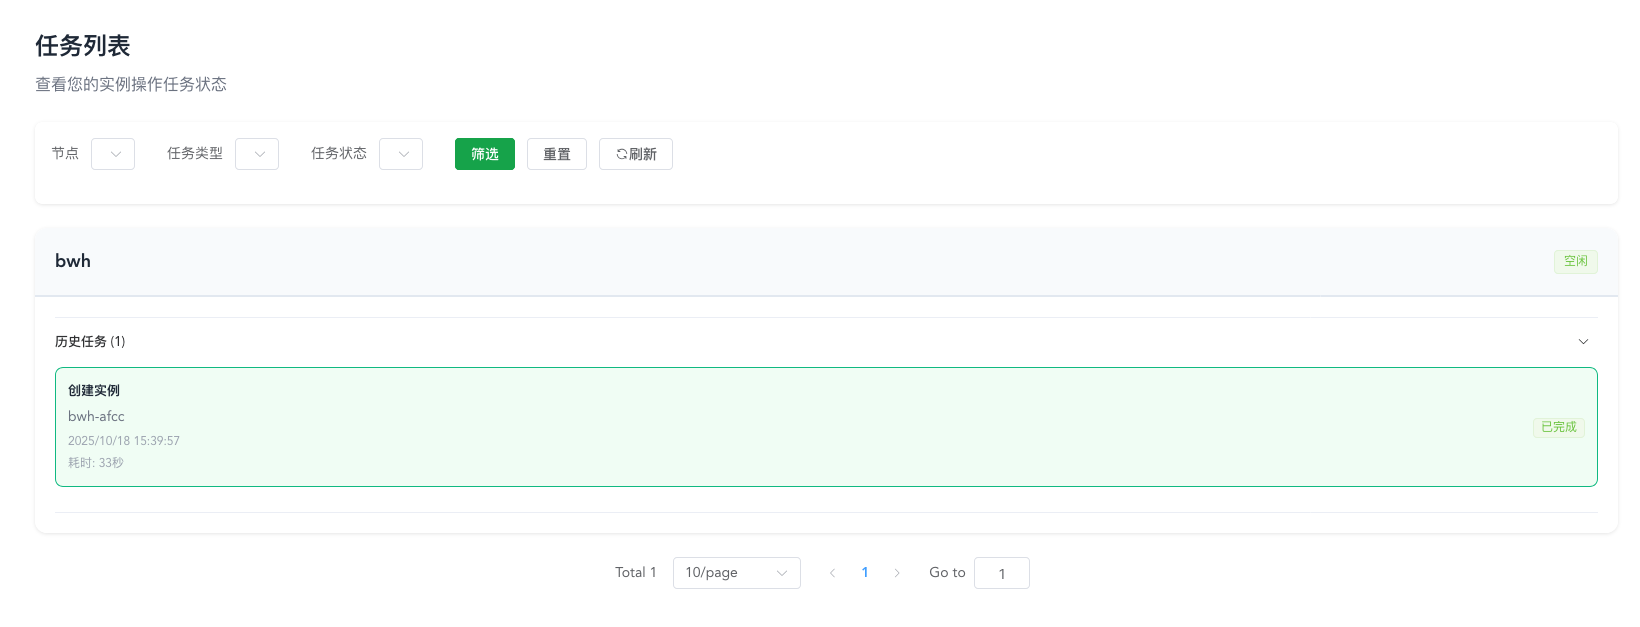 任务列表
查看您的实例操作任务状态
节点 任务类型 任务状态 筛选 重置 刷新
bwh 空闲
历史任务 (1)
创建实例
bwh-afcc
2025/10/18 15:39:57
耗时: 33秒
已完成
Total 1 10/page 1 Go to 1